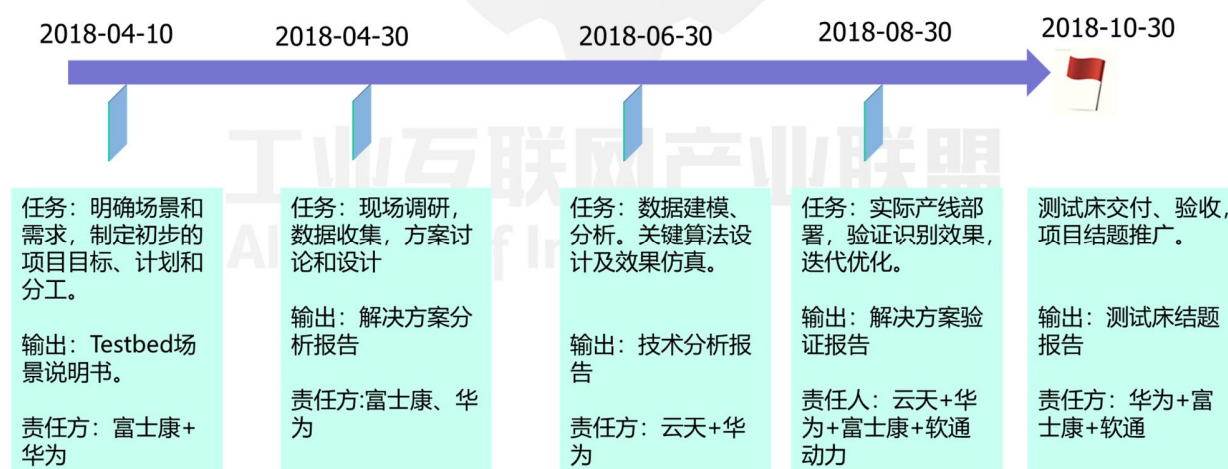 2018-04-10
2018-04-30
2018-06-30
2018-08-30
2018-10-30
工业互联网产业联盟
任务：明确场景和
需求，制定初步的
项目目标、计划和
分工。
输出：Testbed场
景说明书。
责任方：富士康+
华为
任务：现场调研，
数据收集，方案讨
论和设计
输出：解决方案分
析报告
责任方:富士康、华
为
任务：数据建模、
分析。关键算法设
计及效果仿真。
输出：技术分析报
告
责任方：云天+华
为
任务：实际产线部
署，验证识别效果，
迭代优化。
输出：解决方案验
证报告
责任人：云天+华
为+富士康+软通
动力
测试床交付、验收，
项目结题推广。
输出：测试床结题
报告
责任方：华为+富
士康+软通